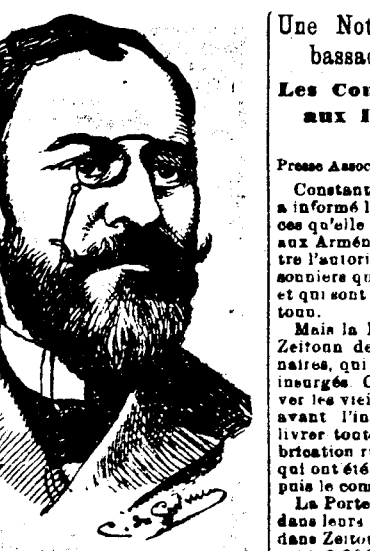 Une Not
bassad
Les Con
aux I
Presse Assoc
Constant
a informé l
ces qu'elle
aux Armén
tre l'autori
sonniers qu
et qui sont
toun.
Mais la P
Zeitoun de
naires, qui
insurgés. C
ver les viei
avant l'in
livrer tout
brication r
qui ont été
puis le com
La Porte
dans leurs
dans Zeitou